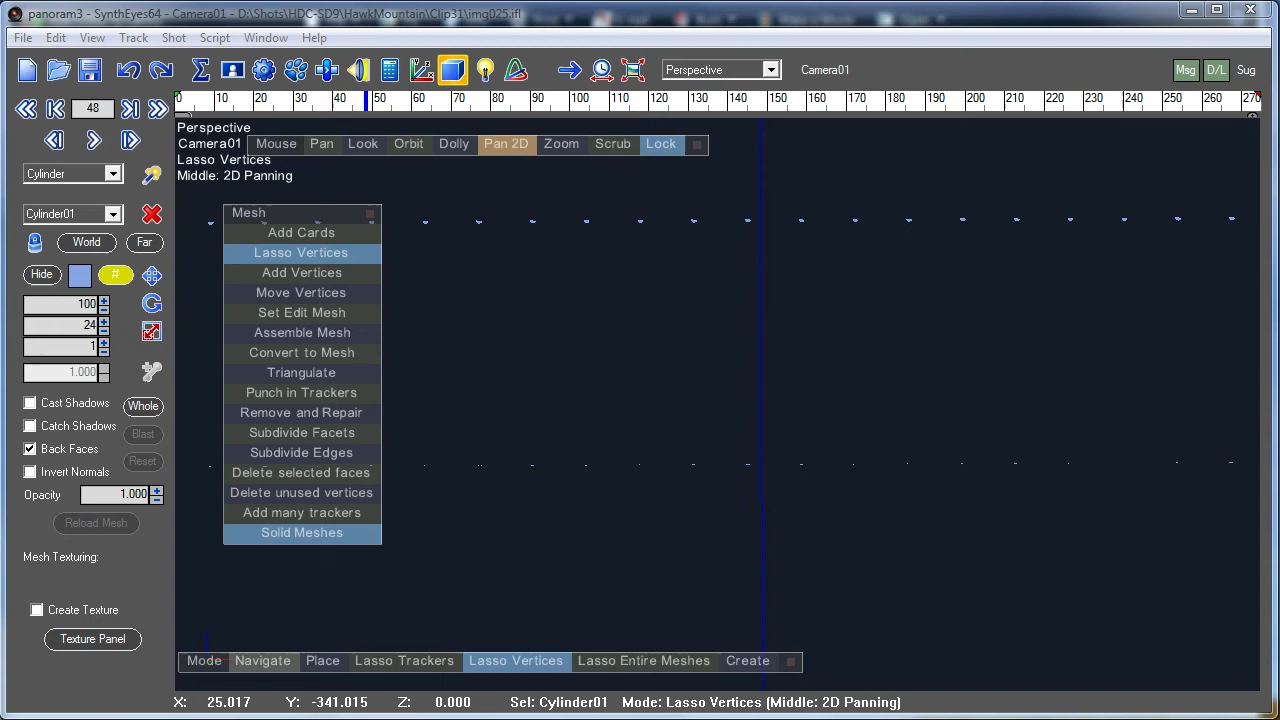 panoram3 - SynthEyes64 - Camera01 - D:\Shots\HDC-SD9\HawkMountain\Clip31\img025.ifl
File Edit View Track Shot Script Window Help
Perspective Camera01 Msg D/L Sug
48
0 10 20 30 40 50 60 70 80 90 100 110 120 130 140 150 160 170 180 190 200 210 220 230 240 250 260 270
Perspective
Camera01 Mouse Pan Look Orbit Dolly Pan 2D Zoom Scrub Lock
Lasso Vertices
Middle: 2D Panning
Cylinder
Cylinder01
World Far
Hide #
100
24
1
1.000
Cast Shadows Whole
Catch Shadows Blast
Back Faces Reset
Invert Normals
Opacity 1.000
Reload Mesh
Mesh Texturing:
Create Texture
Texture Panel
Mesh
Add Cards
Lasso Vertices
Add Vertices
Move Vertices
Set Edit Mesh
Assemble Mesh
Convert to Mesh
Triangulate
Punch in Trackers
Remove and Repair
Subdivide Facets
Subdivide Edges
Delete selected faces
Delete unused vertices
Add many trackers
Solid Meshes
Mode Navigate Place Lasso Trackers Lasso Vertices Lasso Entire Meshes Create
X: 25.017 Y: -341.015 Z: 0.000 Sel: Cylinder01 Mode: Lasso Vertices (Middle: 2D Panning)